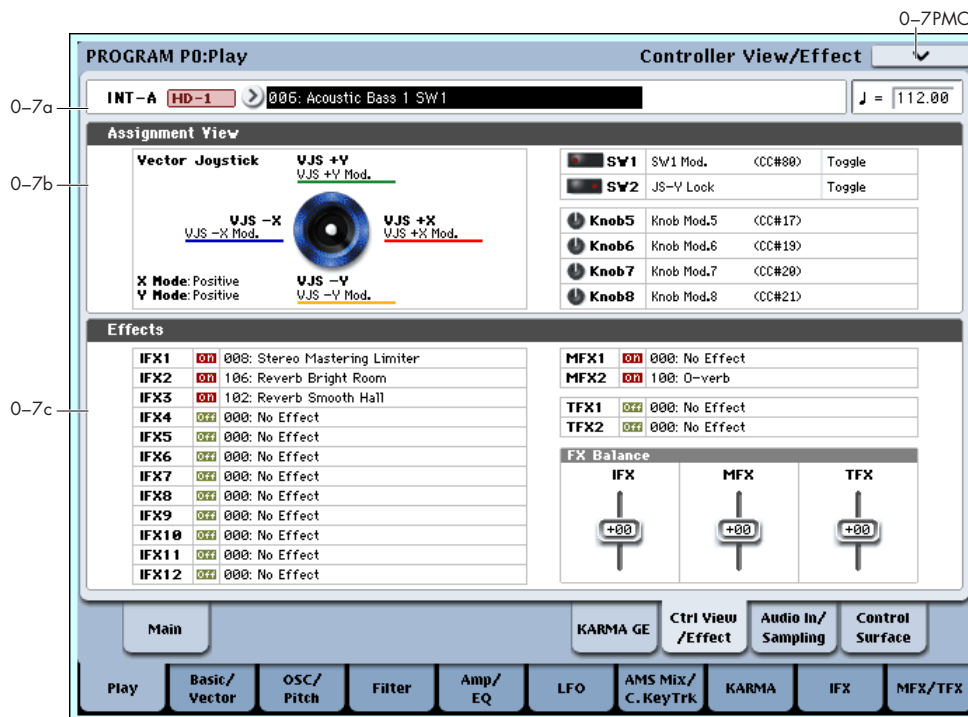 0–7PMC
PROGRAM P0:Play Controller View/Effect
0–7a
INT-A HD-1 006: Acoustic Bass 1 SW1 ♩ = 112.00
Assignment View
0–7b
Vector Joystick
VJS +Y
VJS +Y Mod.
VJS -X
VJS -X Mod.
VJS +X
VJS +X Mod.
X Mode: Positive
Y Mode: Positive
VJS -Y
VJS -Y Mod.
SW1 SW1 Mod. (CC#80) Toggle
SW2 JS-Y Lock Toggle
Knob5 Knob Mod.5 (CC#17)
Knob6 Knob Mod.6 (CC#19)
Knob7 Knob Mod.7 (CC#20)
Knob8 Knob Mod.8 (CC#21)
Effects
0–7c
IFX1 on 008: Stereo Mastering Limiter
IFX2 on 106: Reverb Bright Room
IFX3 on 102: Reverb Smooth Hall
IFX4 Off 000: No Effect
IFX5 Off 000: No Effect
IFX6 Off 000: No Effect
IFX7 Off 000: No Effect
IFX8 Off 000: No Effect
IFX9 Off 000: No Effect
IFX10 Off 000: No Effect
IFX11 Off 000: No Effect
IFX12 Off 000: No Effect
MFX1 on 000: No Effect
MFX2 on 100: O-verb
TFX1 Off 000: No Effect
TFX2 Off 000: No Effect
FX Balance
IFX MFX TFX
+00 +00 +00
Main
KARMA GE
Ctrl View
/Effect
Audio In/
Sampling
Control
Surface
Play
Basic/
Vector
OSC/
Pitch
Filter
Amp/
EQ
LFO
AMS Mix/
C.KeyTrk
KARMA
IFX
MFX/TFX